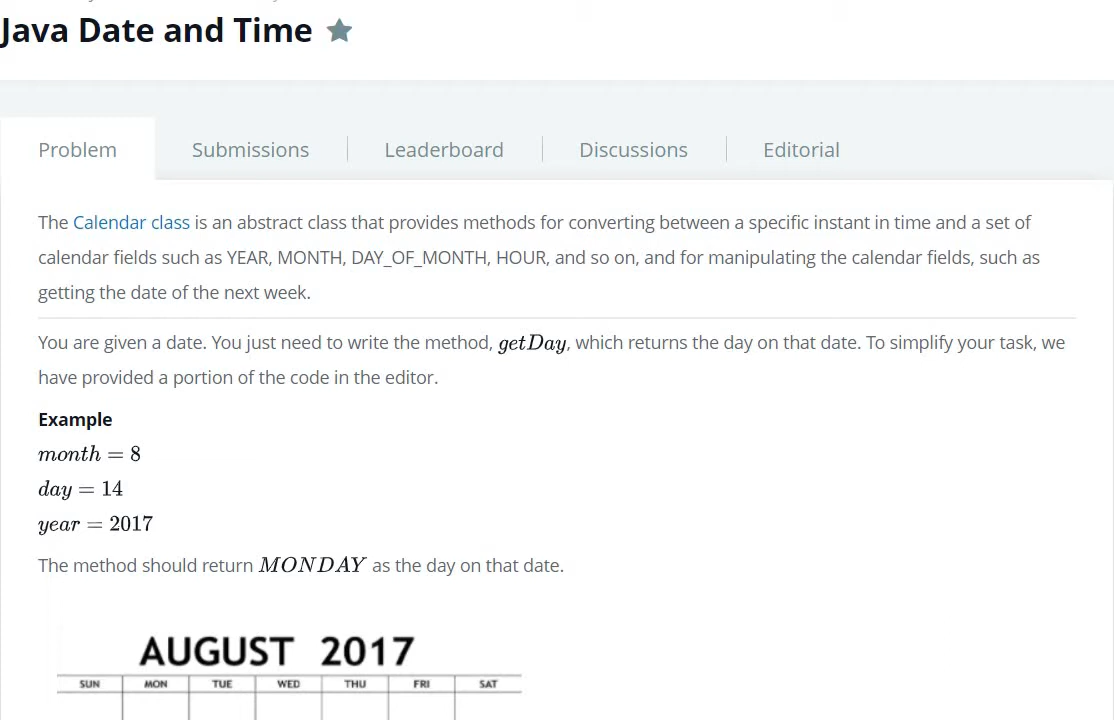 Java Date and Time
Problem
Submissions
Leaderboard
Discussions
Editorial
The Calendar class is an abstract class that provides methods for converting between a specific instant in time and a set of
calendar fields such as YEAR, MONTH, DAY_OF_MONTH, HOUR, and so on, and for manipulating the calendar fields, such as
getting the date of the next week.
You are given a date. You just need to write the method, getDay, which returns the day on that date. To simplify your task, we
have provided a portion of the code in the editor.
Example
month = 8
day = 14
year = 2017
The method should return MONDAY as the day on that date.
AUGUST 2017
SUN MON TUE WED THU FRI SAT